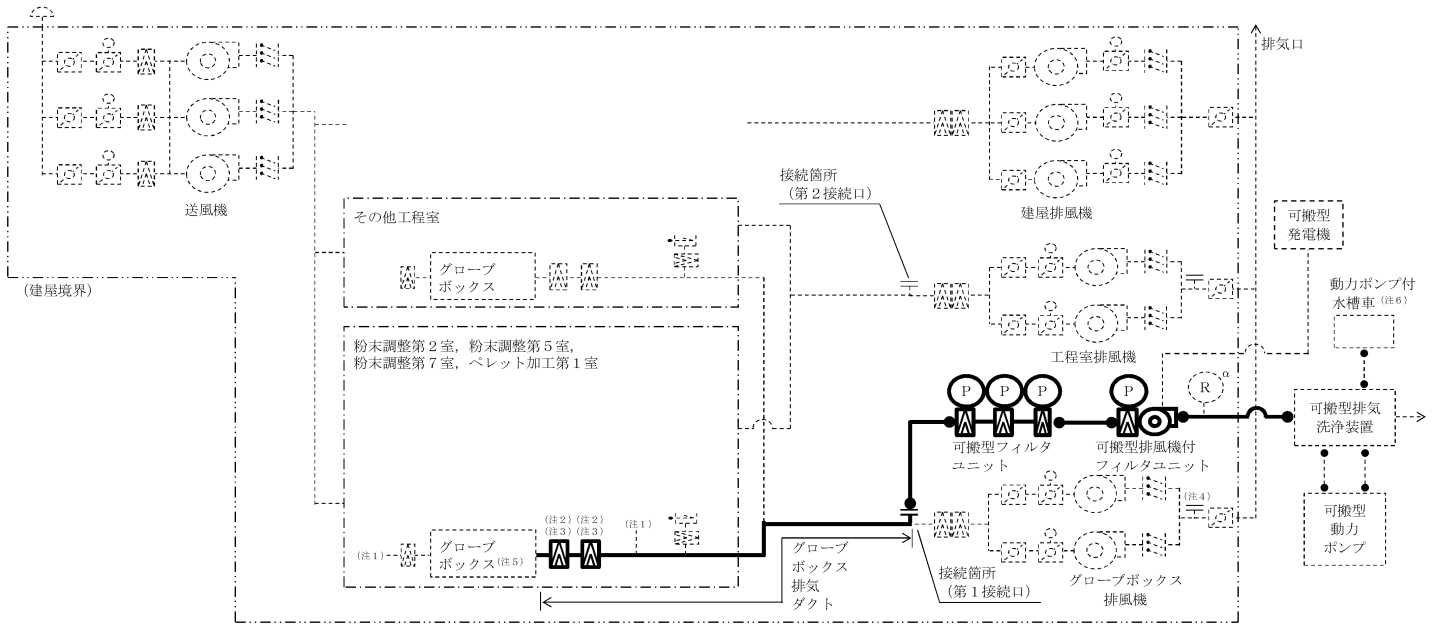 排気口
送風機
(建屋境界)
接続箇所
(第2接続口)
建屋排風機
可搬型
発電機
その他工程室
グローブ
ボックス
動力ポンプ付
水槽車(注6)
工程室排風機
粉末調整第2室，粉末調整第5室，
粉末調整第7室，ペレット加工第1室
P
P
P
P
R
α
可搬型フィルタ
ユニット
可搬型排風機付
フィルタユニット
可搬型排気
洗浄装置
(注4)
可搬型
動力
ポンプ
(注2)(注2)
(注3)(注3)
(注1)
(注1)
グローブ
ボックス(注5)
グローブ
ボックス
排気
ダクト
接続箇所
(第1接続口)
グローブボックス
排風機